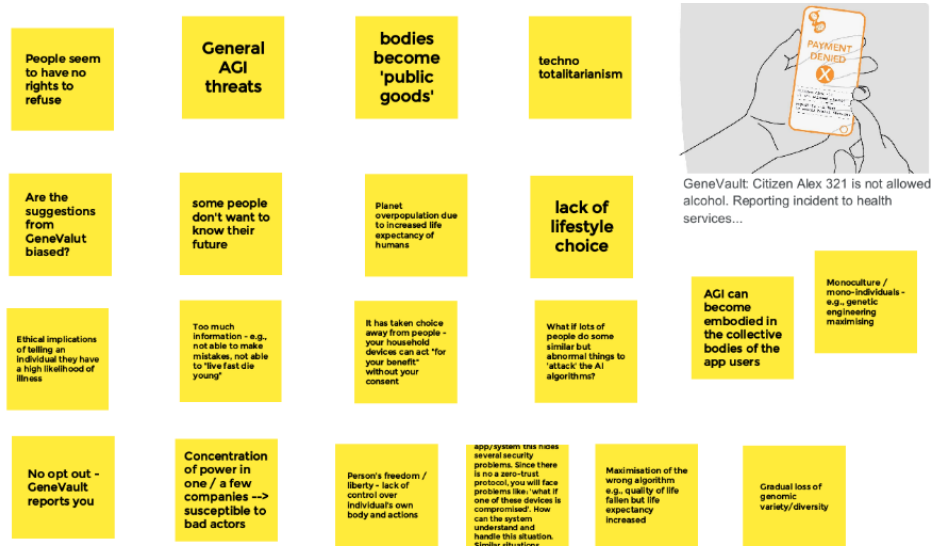 People seem
to have no
rights to
refuse
General
AGI
threats
bodies
become
'public
goods'
techno
totalitarianism
PAYMENT
DENIED
X
GeneVault: Citizen Alex 321 is not allowed
alcohol. Reporting incident to health
services...
Are the
suggestions
from
GeneValut
biased?
some people
don't want to
know their
future
Planet
overpopulation due
to increased life
expectancy of
humans
lack of
lifestyle
choice
AGI can
become
embodied in
the collective
bodies of the
app users
Monoculture /
mono-individuals -
e.g., genetic
engineering
maximising
Ethical implications
of telling an
individual they have
a high likelihood of
illness
Too much
information - e.g.,
not able to make
mistakes, not able
to "live fast die
young"
It has taken choice
away from people -
your household
devices can act "for
your benefit"
without your
consent
What if lots of
people do some
similar but
abnormal things to
'attack' the AI
algorithms?
No opt out -
GeneVault
reports you
Concentration
of power in
one / a few
companies -->
susceptible to
bad actors
Person's freedom /
liberty - lack of
control over
individual's own
body and actions
app/system this hides
several security
problems. Since there
is no a zero-trust
protocol, you will face
problems like: 'what if
one of these devices is
compromised'. How
can the system
understand and
handle this situation.
Similar situations
Maximisation of the
wrong algorithm
e.g., quality of life
fallen but life
expectancy
increased
Gradual loss of
genomic
variety/diversity